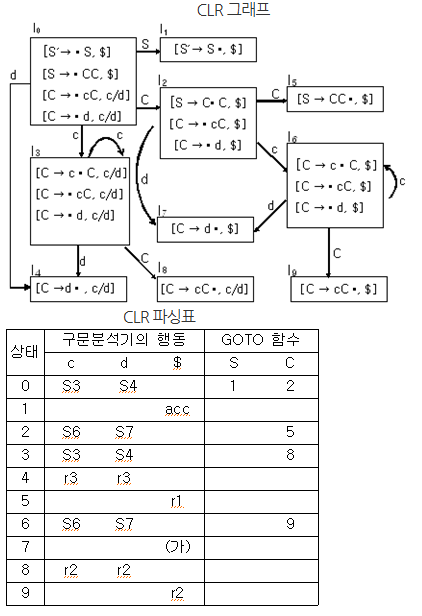 CLR 그래프
I₀
[S´→・S, $]
[S →・CC, $]
[C →・cC, c/d]
[C →・d, c/d]
S
I₁
[S´→ S・, $]
d
C
I₂
[S → C・C, $]
[C →・cC, $]
[C →・d, $]
C
I₅
[S → CC・, $]
c
c
I₃
[C → c・C, c/d]
[C →・cC, c/d]
[C →・d, c/d]
d
c
I₆
[C → c・C, $]
[C →・cC, $]
[C →・d, $]
c
I₇
[C → d・, $]
d
d
C
C
I₄
[C →d・, c/d]
I₈
[C → cC・, c/d]
I₉
[C → cC・, $]
CLR 파싱표
상태 구문분석기의 행동 GOTO 함수
c d $ S C
0 S3 S4 1 2
1 acc
2 S6 S7 5
3 S3 S4 8
4 r3 r3
5 r1
6 S6 S7 9
7 (가)
8 r2 r2
9 r2